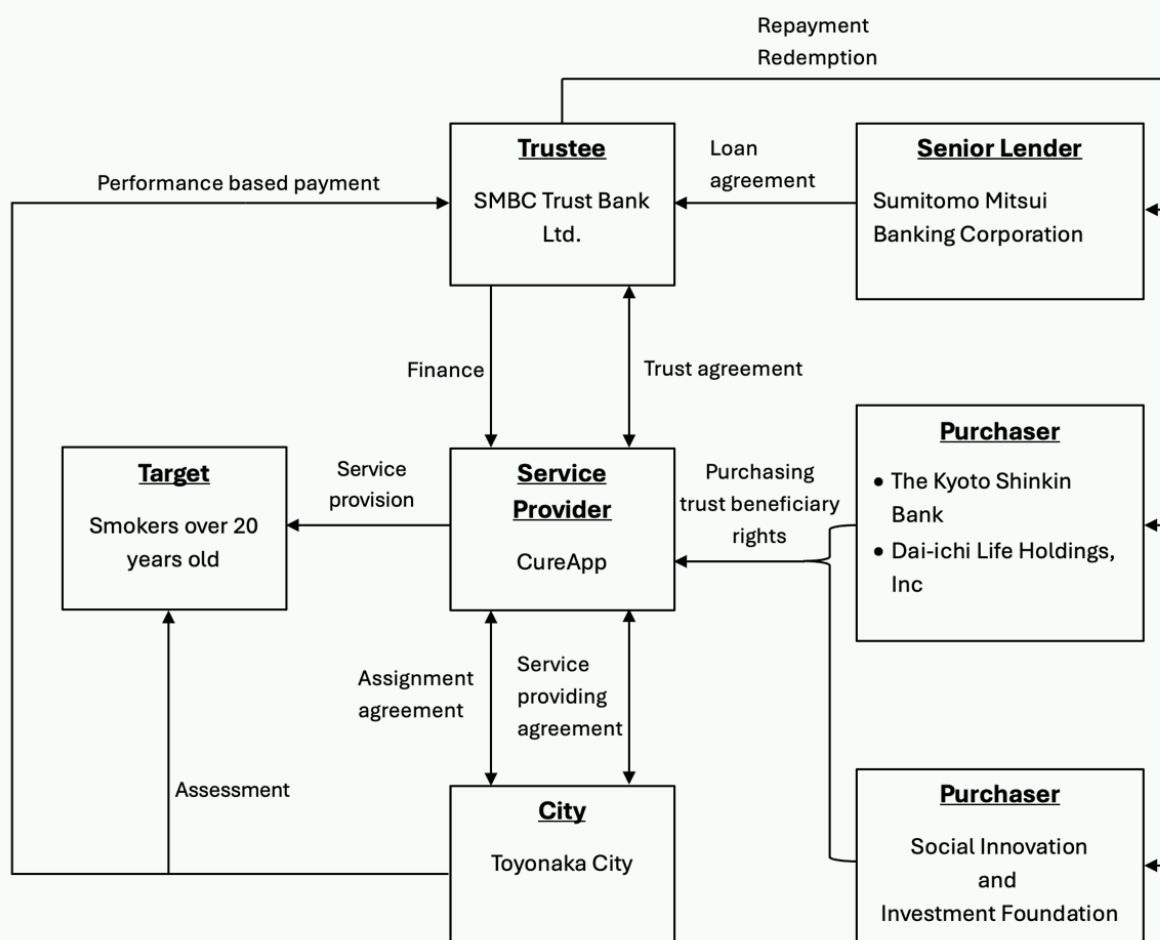 Repayment
Redemption
Trustee
SMBC Trust Bank
Ltd.
Loan
agreement
Senior Lender
Sumitomo Mitsui
Banking Corporation
Performance based payment
Finance
Trust agreement
Target
Smokers over 20
years old
Service
provision
Service
Provider
CureApp
Purchasing
trust beneficiary
rights
Purchaser
• The Kyoto Shinkin
Bank
• Dai-ichi Life Holdings,
Inc
Assignment
agreement
Service
providing
agreement
Assessment
City
Toyonaka City
Purchaser
Social Innovation
and
Investment Foundation